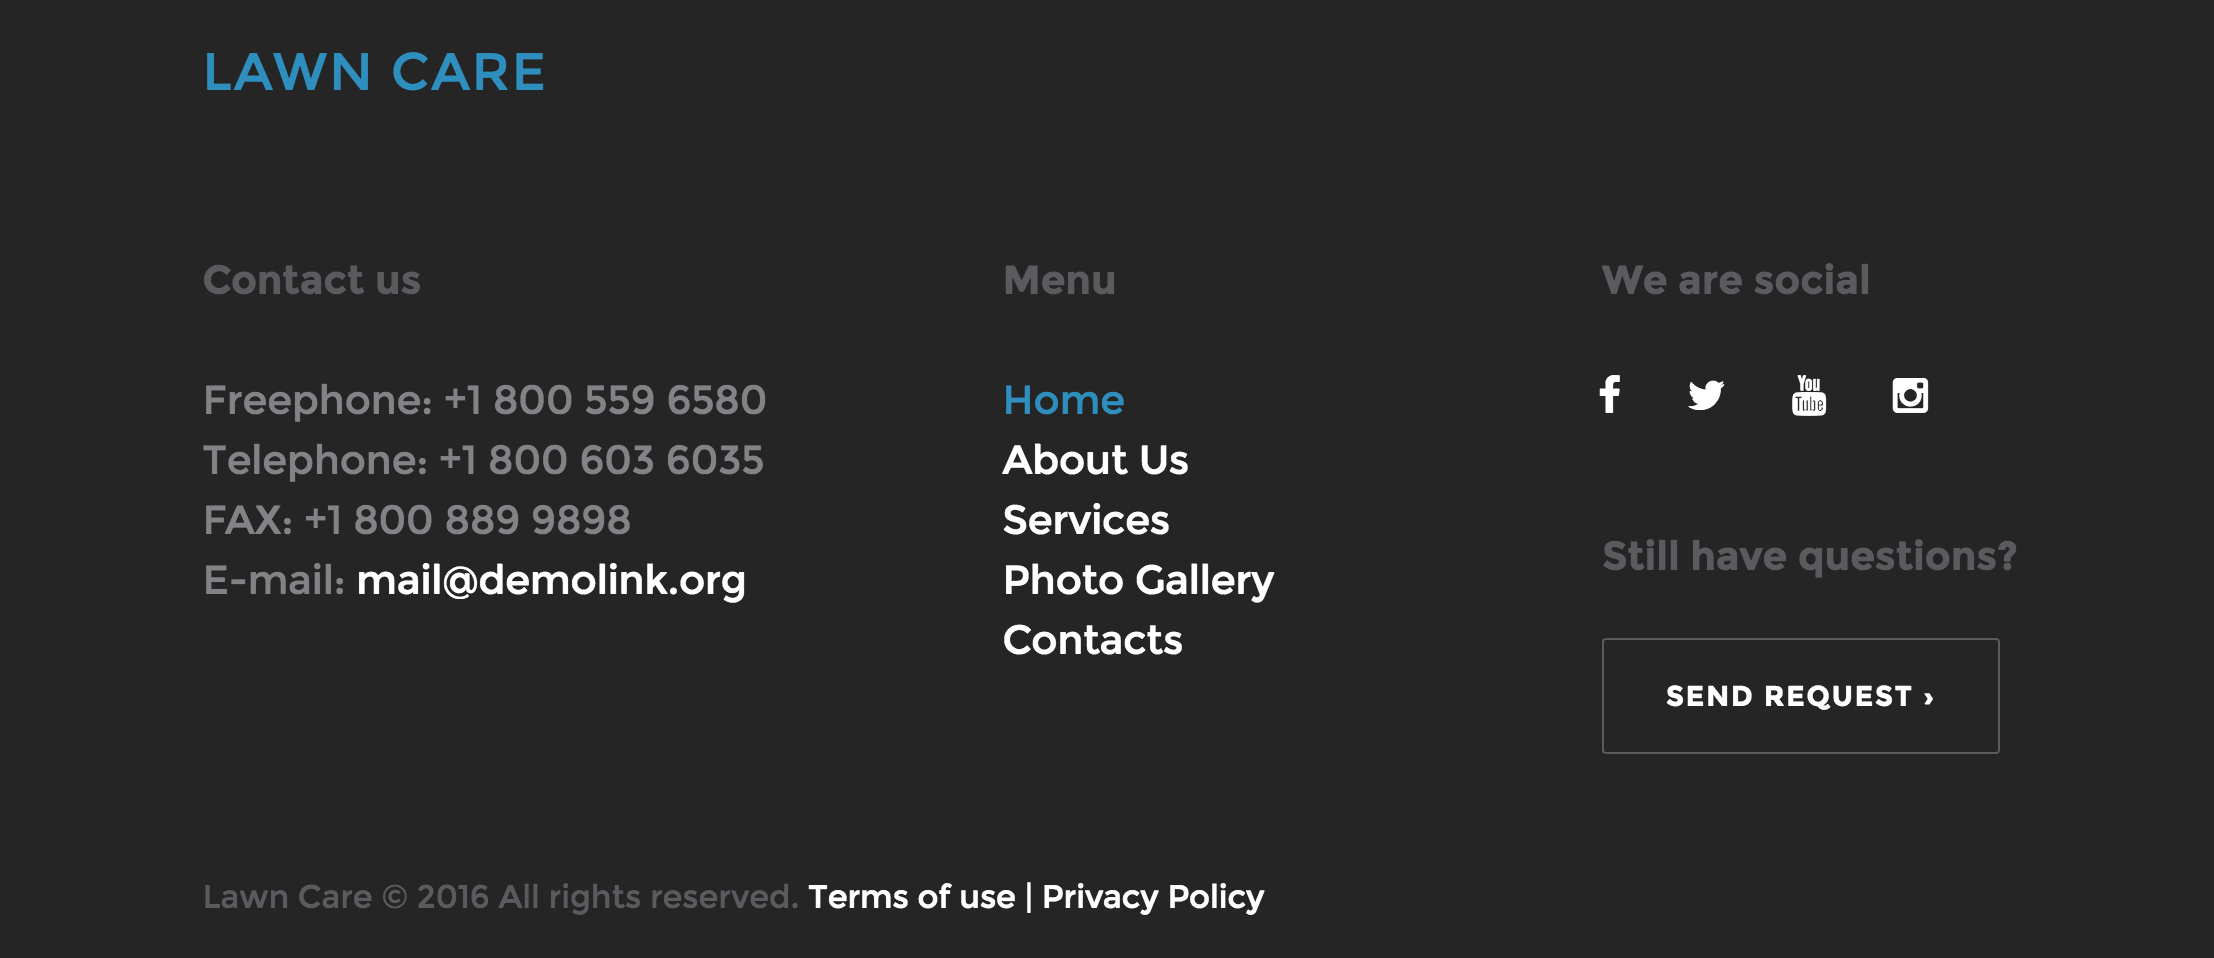 LAWN CARE
Contact us
Freephone: +1 800 559 6580
Telephone: +1 800 603 6035
FAX: +1 800 889 9898
E-mail: mail@demolink.org
Menu
Home
About Us
Services
Photo Gallery
Contacts
We are social
You
Tube
Still have questions?
SEND REQUEST ›
Lawn Care © 2016 All rights reserved. Terms of use | Privacy Policy